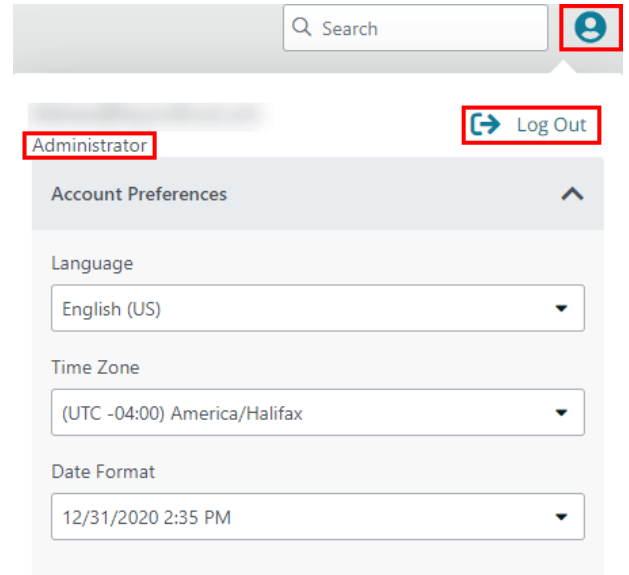 Search
Log Out
Administrator
Account Preferences
Language
English (US)
Time Zone
(UTC -04:00) America/Halifax
Date Format
12/31/2020 2:35 PM